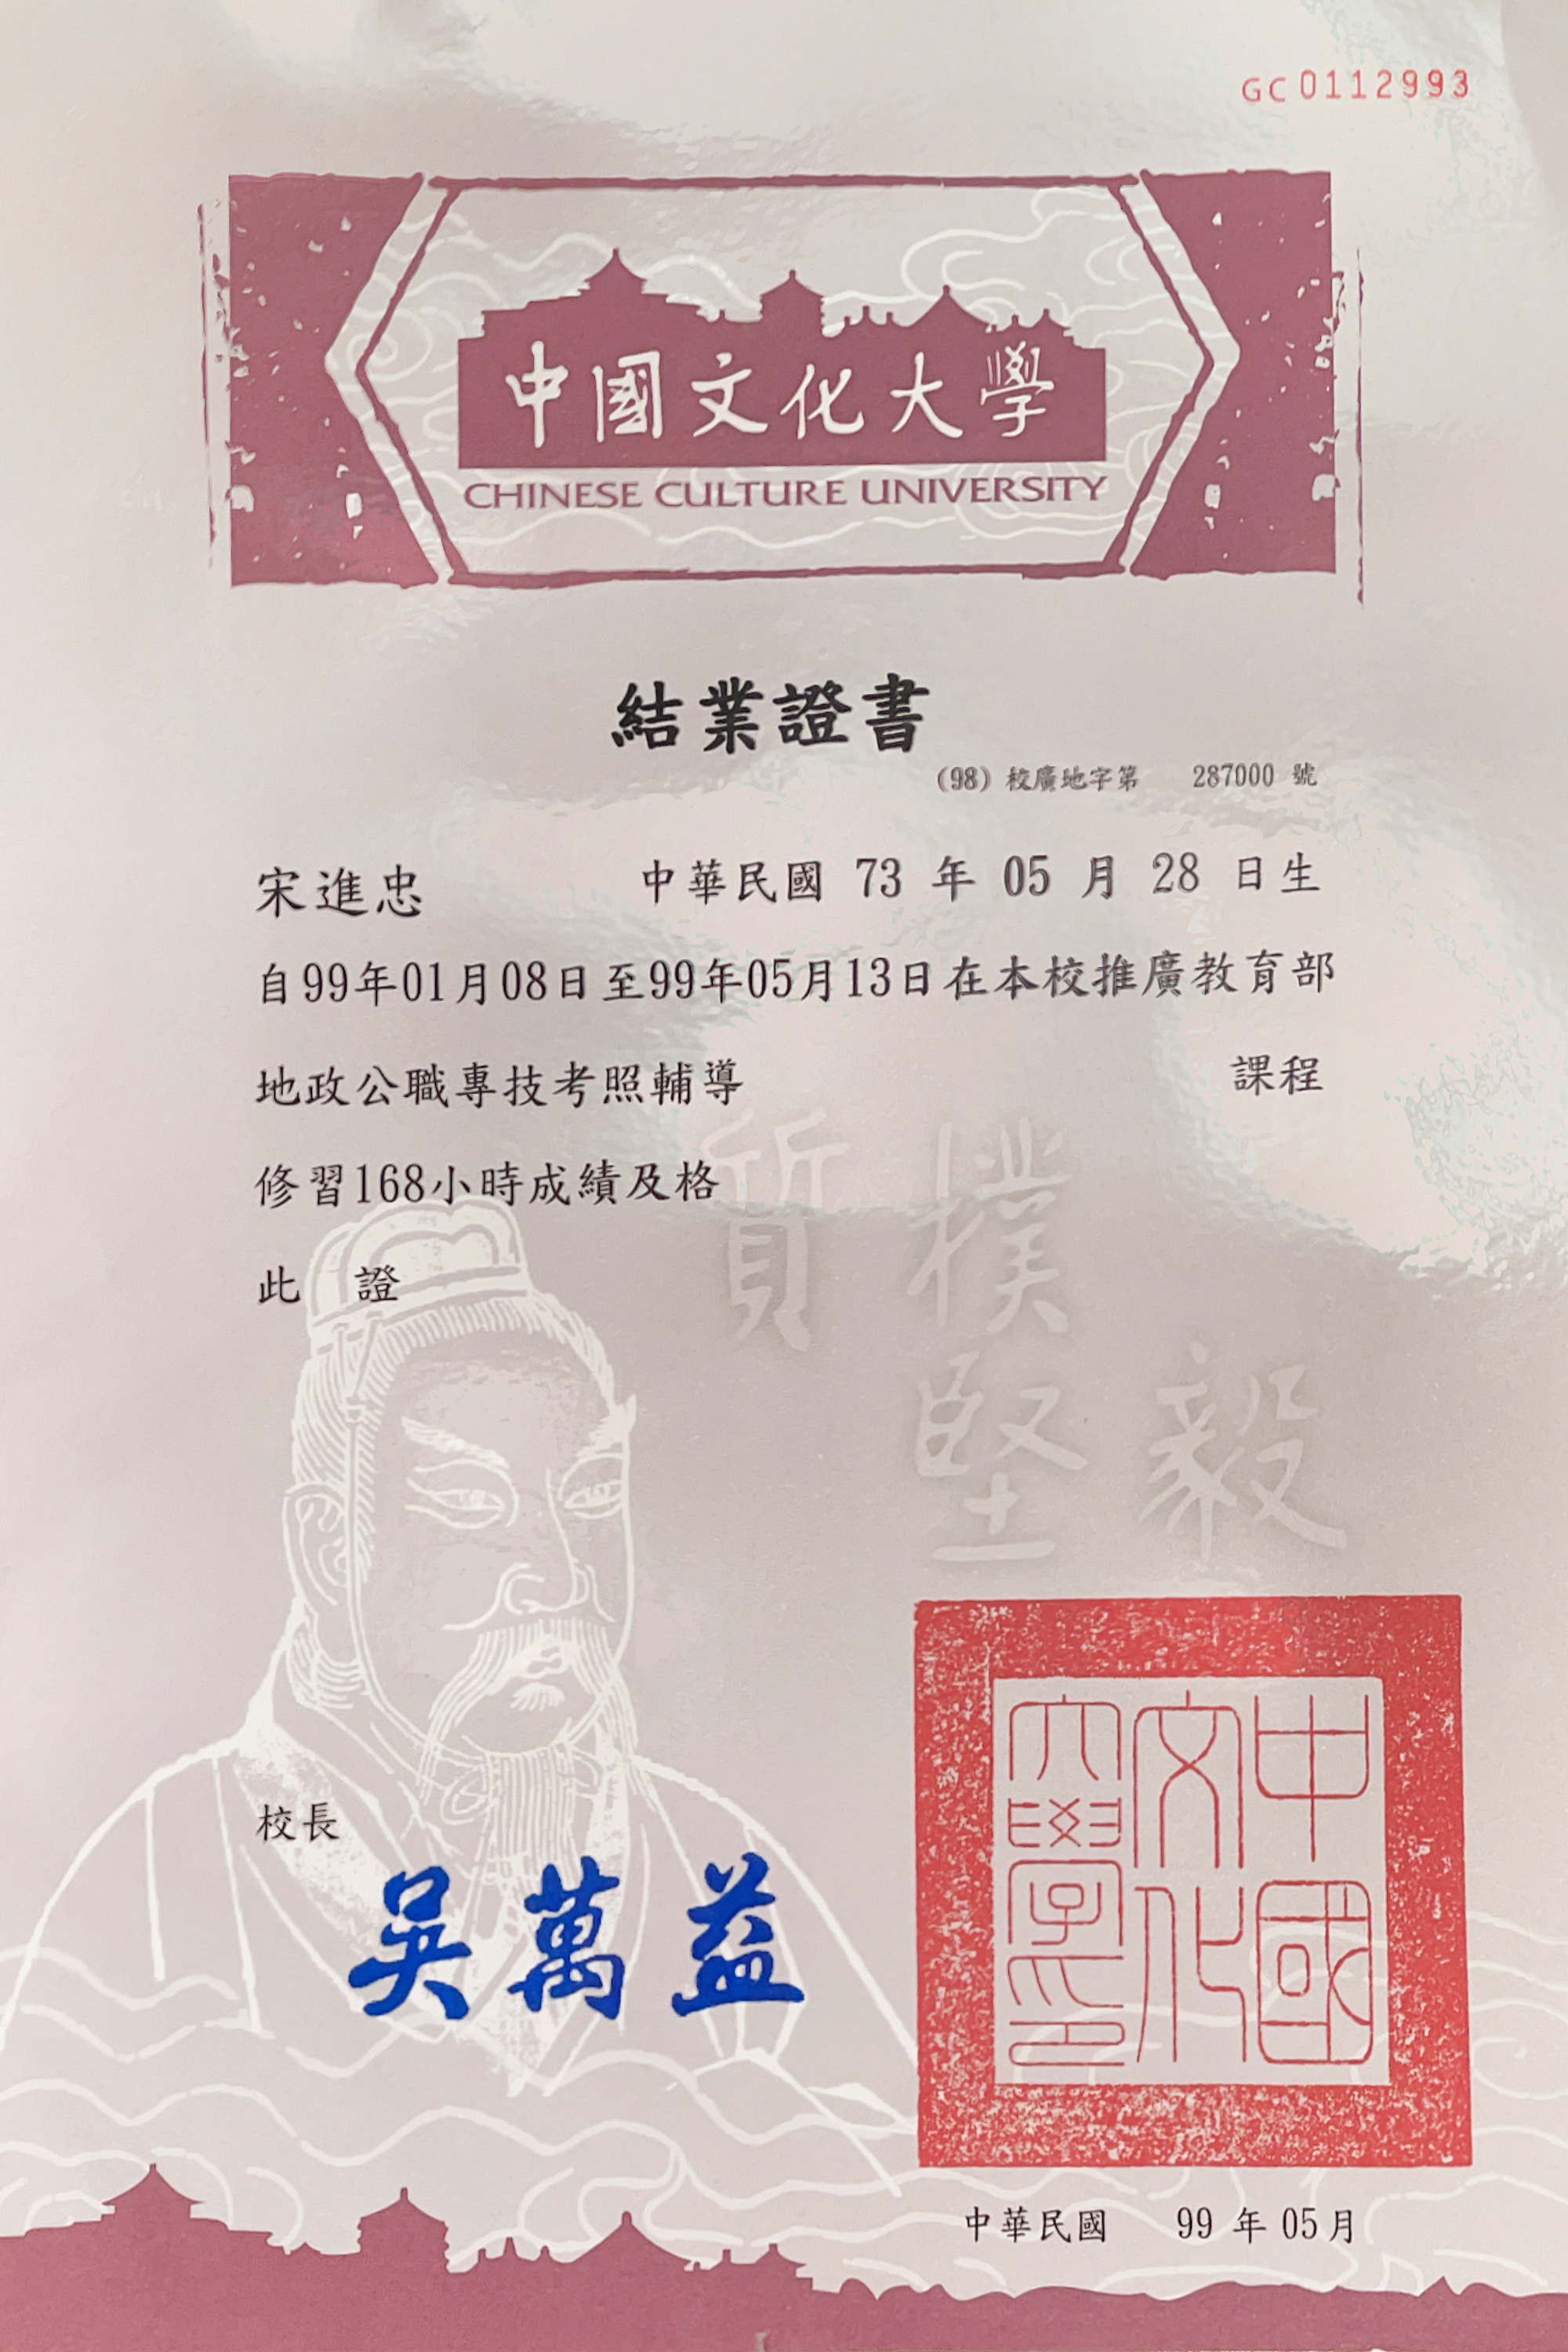 GC 0112993
中國文化大學
CHINESE CULTURE UNIVERSITY
結業證書
(98) 校廣地字第 287000 號
宋進忠 中華民國 73 年 05 月 28 日生
自99年01月08日至99年05月13日在本校推廣教育部
地政公職專技考照輔導 課程
修習168小時成績及格
此 證
質 樸
堅 毅
校長
吳萬益
中國文化大學印
中華民國 99 年 05月